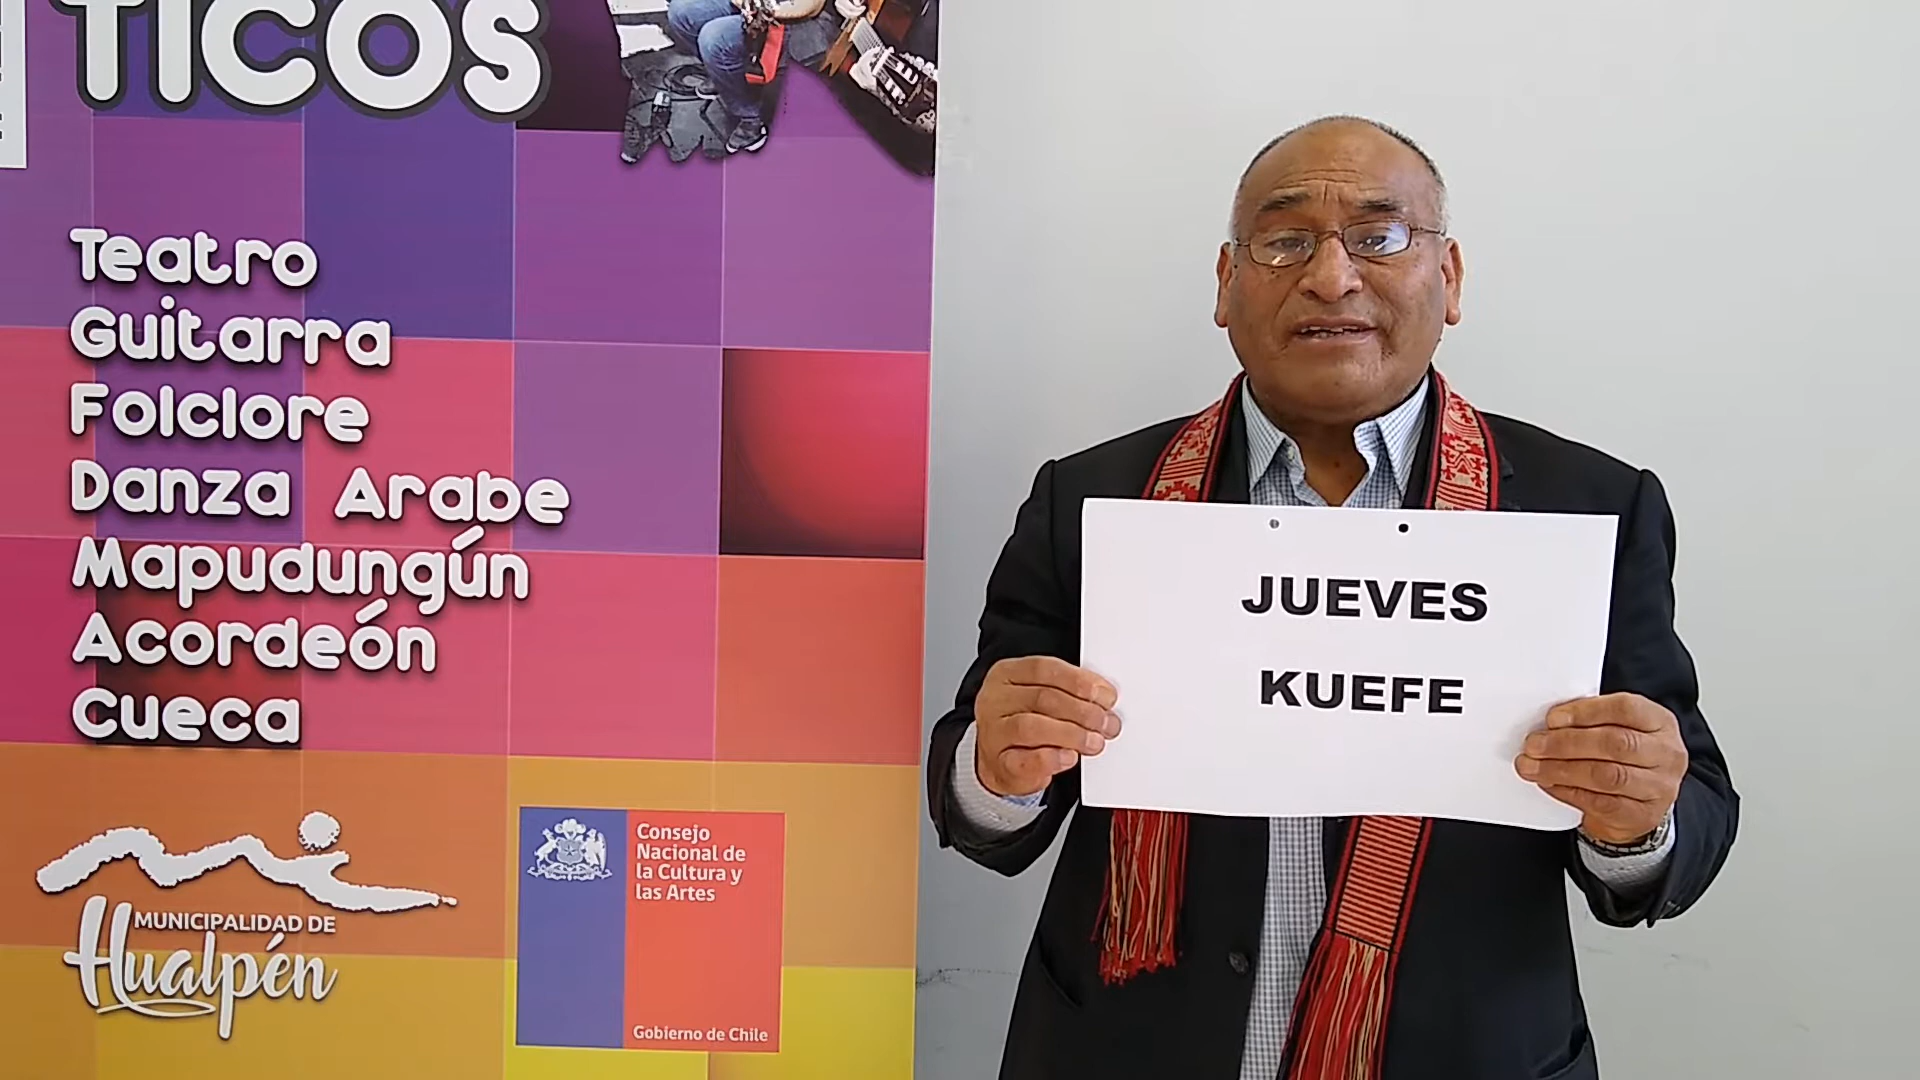 TICOS
Teatro
Guitarra
Folclore
Danza Arabe
Mapudungún
Acordeón
Cueca
MUNICIPALIDAD DE
Hualpén
Consejo
Nacional de
la Cultura y
las Artes
Gobierno de Chile
JUEVES
KUEFE